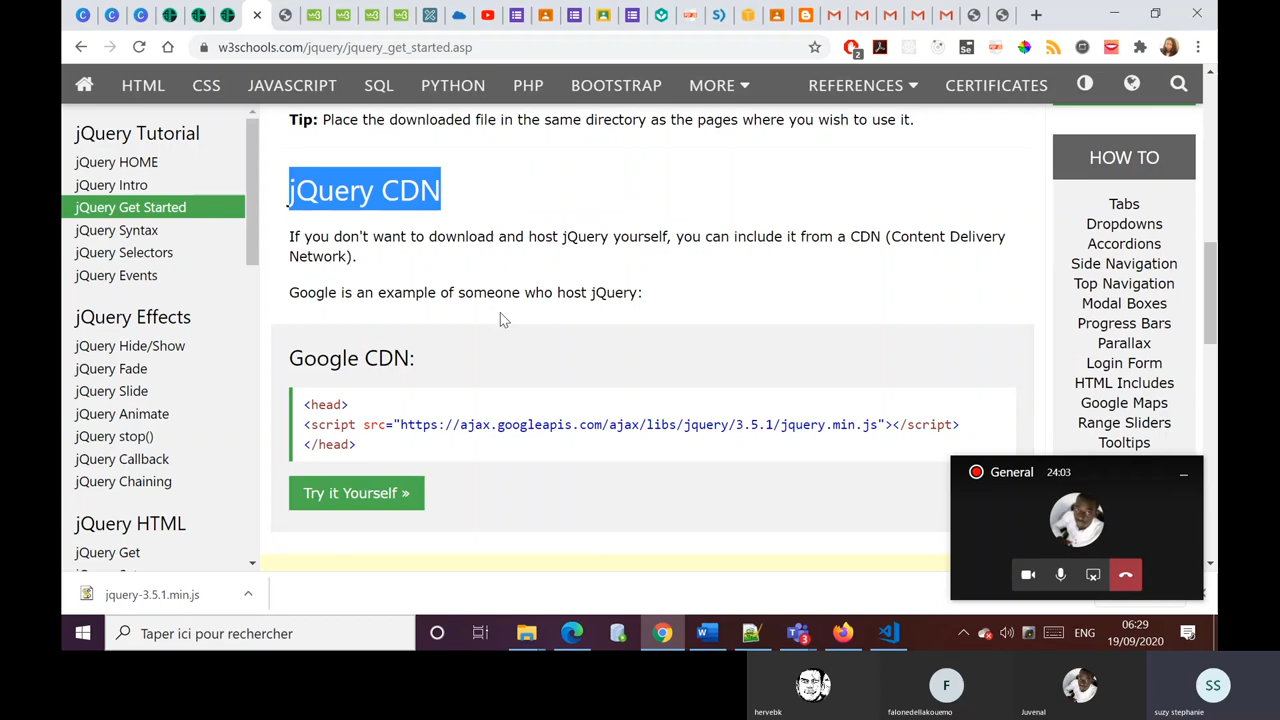 w3schools.com/jquery/jquery_get_started.asp
2
HTML
CSS
JAVASCRIPT
SQL
PYTHON
PHP
BOOTSTRAP
MORE
REFERENCES
CERTIFICATES
jQuery Tutorial
jQuery HOME
jQuery Intro
jQuery Get Started
jQuery Syntax
jQuery Selectors
jQuery Events
jQuery Effects
jQuery Hide/Show
jQuery Fade
jQuery Slide
jQuery Animate
jQuery stop()
jQuery Callback
jQuery Chaining
jQuery HTML
jQuery Get
Tip: Place the downloaded file in the same directory as the pages where you wish to use it.
jQuery CDN
If you don't want to download and host jQuery yourself, you can include it from a CDN (Content Delivery
Network).
Google is an example of someone who host jQuery:
Google CDN:
<head>
<script src="https://ajax.googleapis.com/ajax/libs/jquery/3.5.1/jquery.min.js"></script>
</head>
Try it Yourself »
HOW TO
Tabs
Dropdowns
Accordions
Side Navigation
Top Navigation
Modal Boxes
Progress Bars
Parallax
Login Form
HTML Includes
Google Maps
Range Sliders
Tooltips
General 24:03
jquery-3.5.1.min.js
Taper ici pour rechercher
3
ENG
06:29
19/09/2020
hervebk
F
falonedellakouemo
Juvenal
SS
suzy stephanie